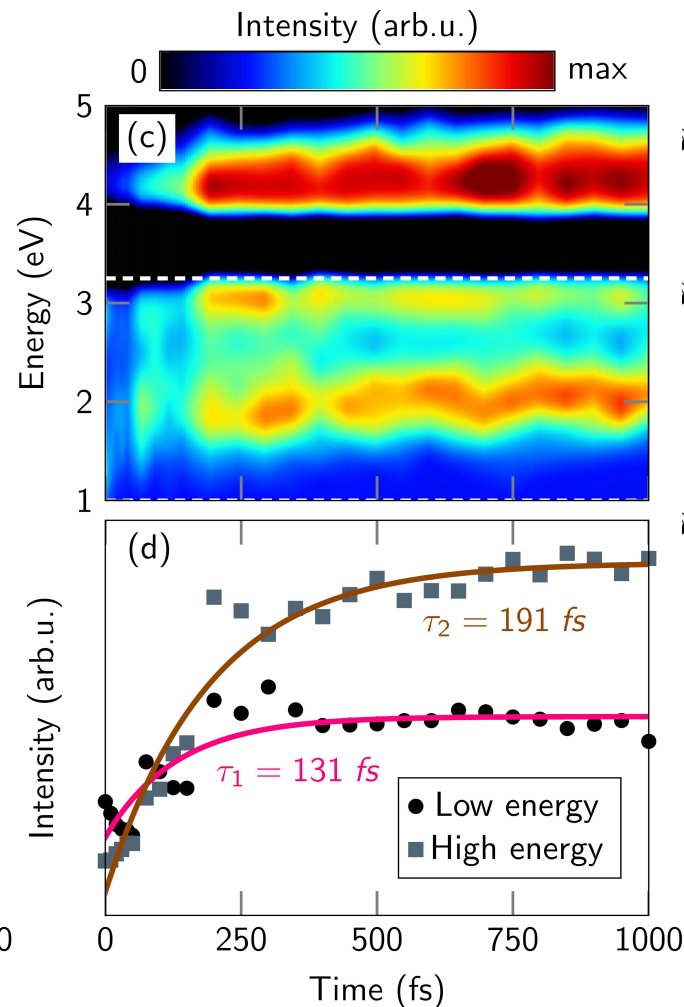 Intensity (arb.u.)
0 max
(c)
5
4
3
2
1
Energy (eV)
(d)
Intensity (arb.u.)
τ₂ = 191 fs
τ₁ = 131 fs
Low energy
High energy
0 0 250 500 750 1000
Time (fs)